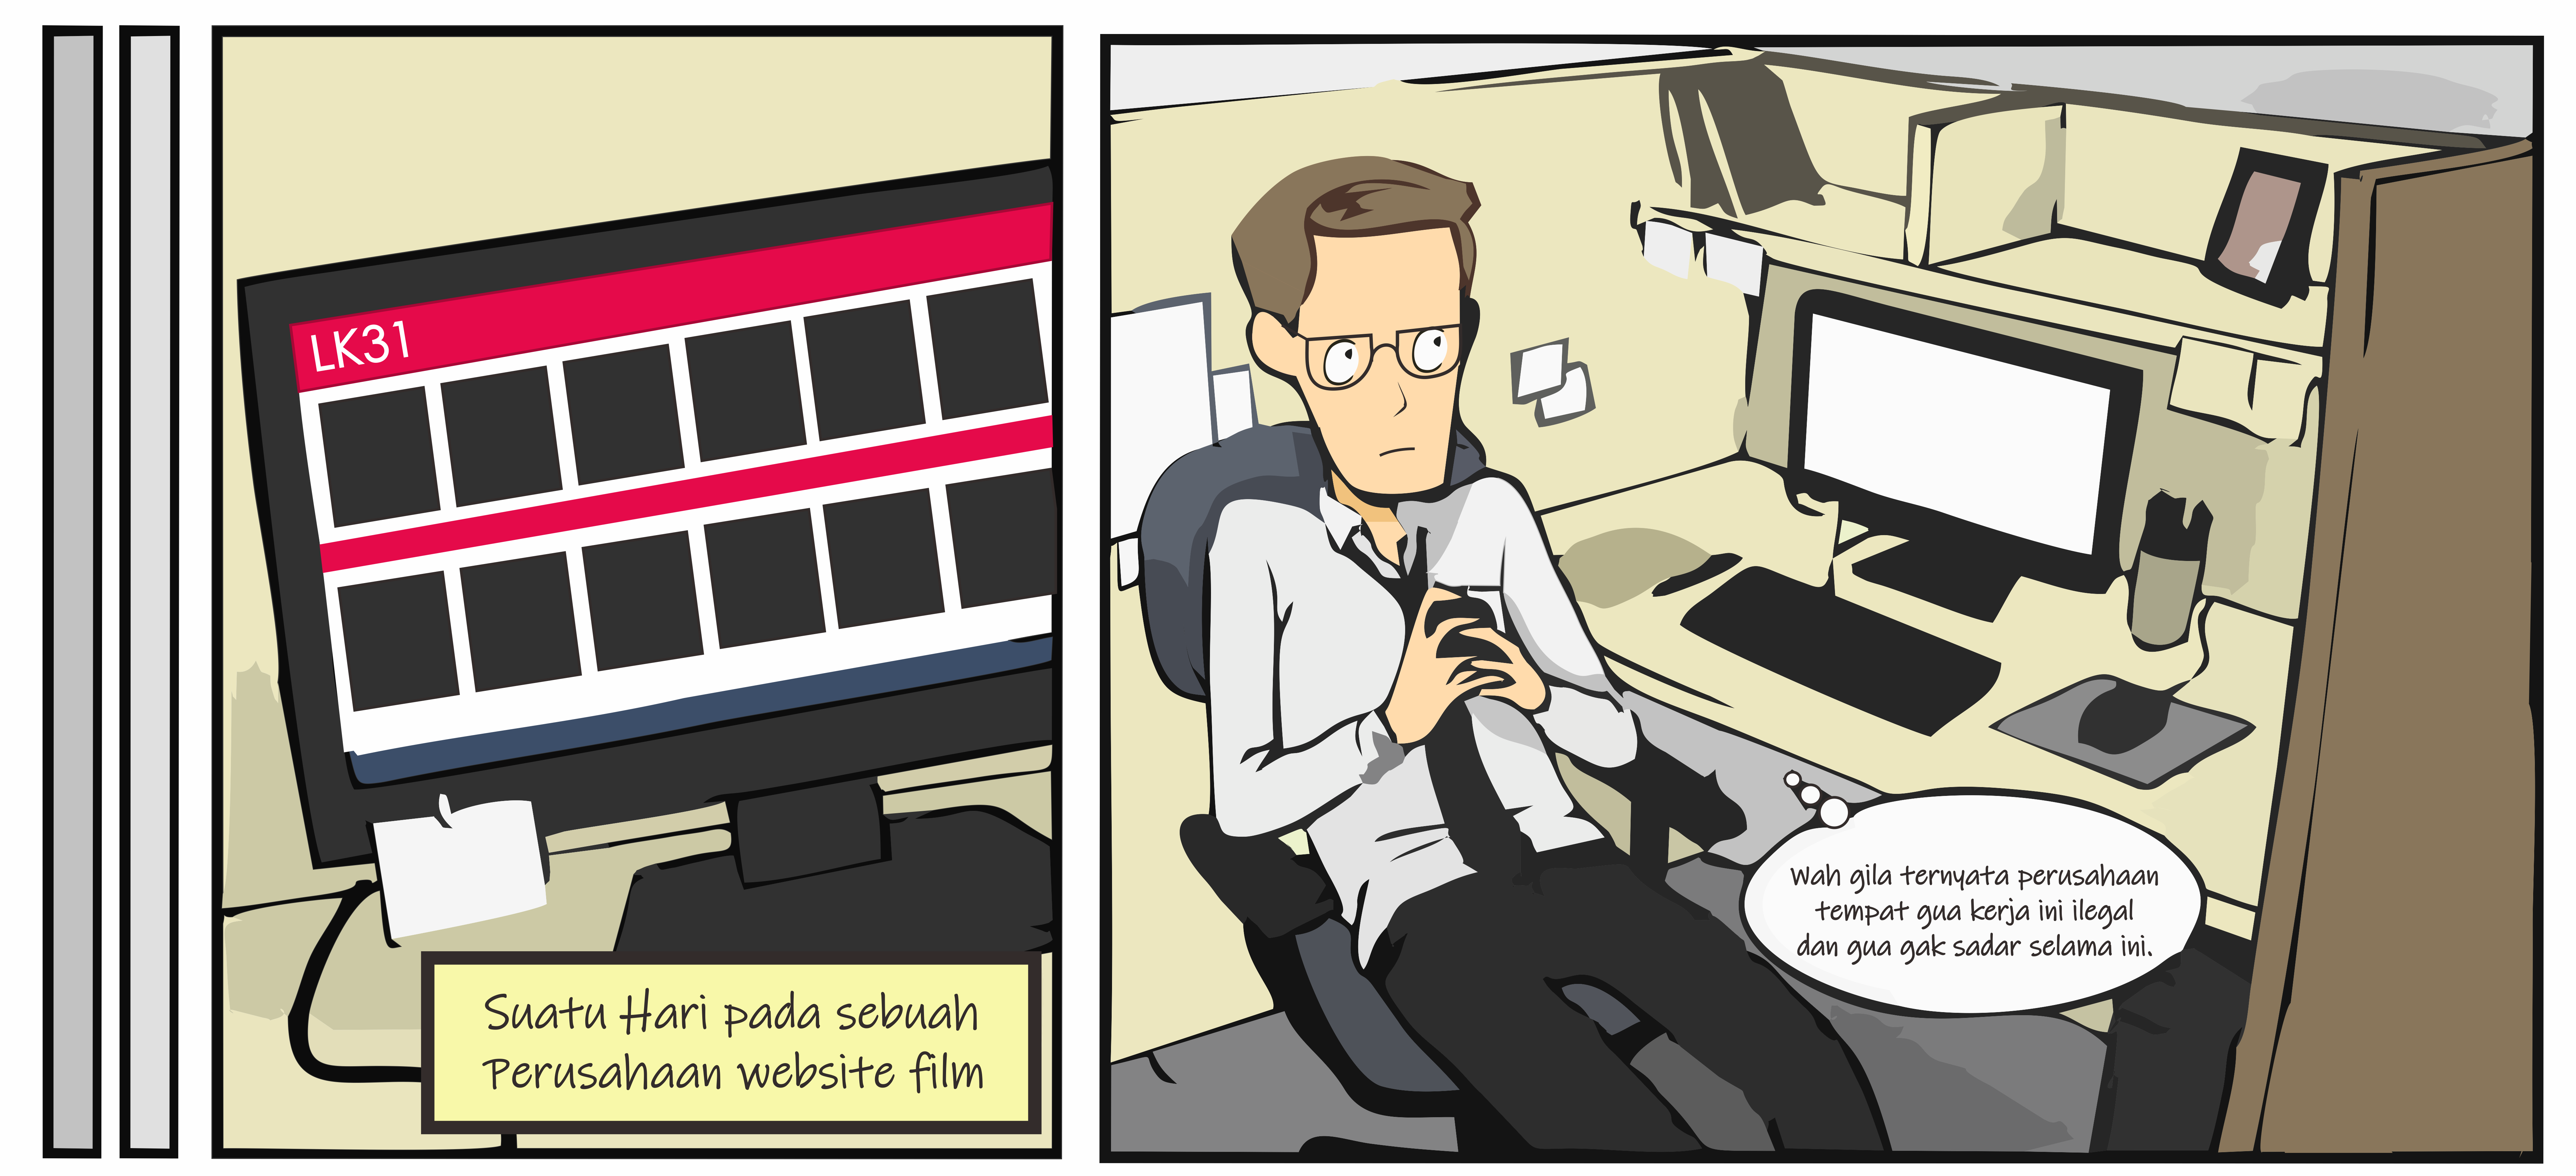 LK31
Suatu Hari pada sebuah
Perusahaan website film
Wah gila ternyata perusahaan
tempat gua kerja ini ilegal
dan gua gak sadar selama ini.